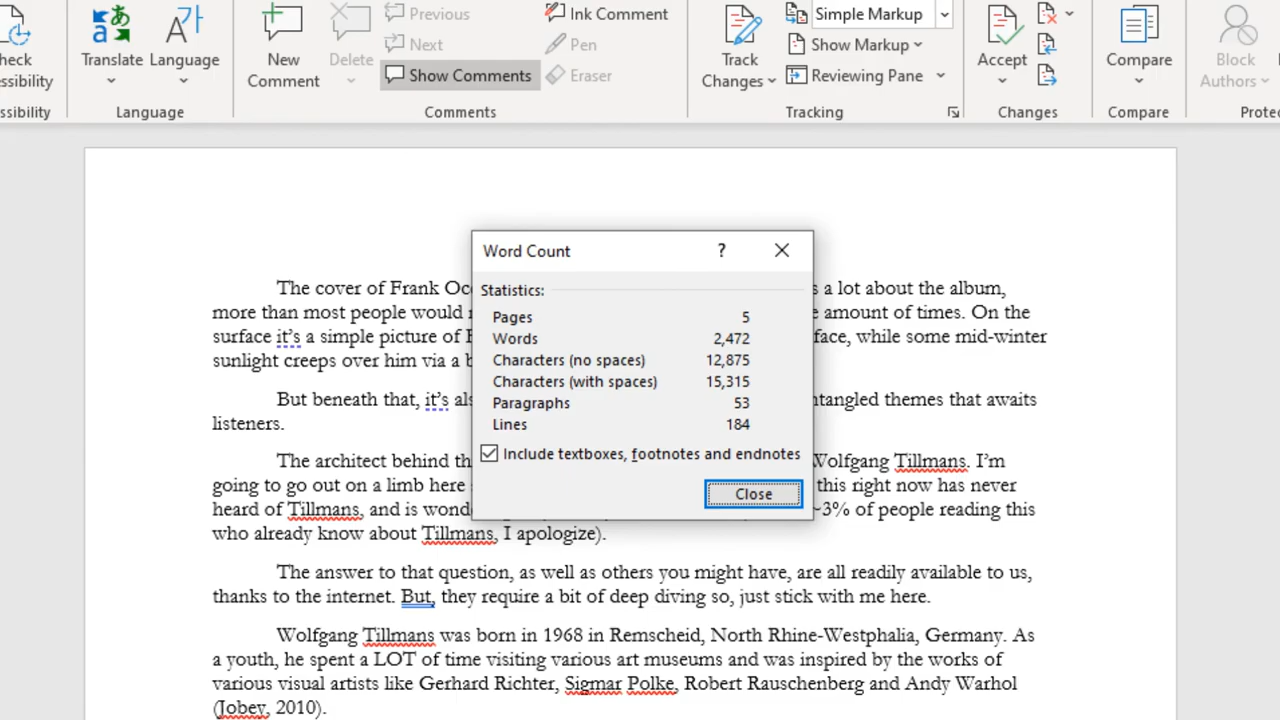 heck
ssibility
ssibility
Translate
Language
Language
New
Comment
Delete
Previous
Next
Show Comments
Ink Comment
Pen
Eraser
Comments
Track
Changes
Simple Markup
Show Markup
Reviewing Pane
Tracking
Accept
Changes
Compare
Compare
Block
Authors
Prote
Word Count
?
Statistics:
Pages 5
Words 2,472
Characters (no spaces) 12,875
Characters (with spaces) 15,315
Paragraphs 53
Lines 184
Include textboxes, footnotes and endnotes
Close
The cover of Frank Oc s a lot about the album,
more than most people would e amount of times. On the
surface it's a simple picture of face, while some mid-winter
sunlight creeps over him via a b
But beneath that, it's als ntangled themes that awaits
listeners.
The architect behind th Wolfgang Tillmans. I'm
going to go out on a limb here this right now has never
heard of Tillmans, and is wond ~3% of people reading this
who already know about Tillmans, I apologize).
The answer to that question, as well as others you might have, are all readily available to us,
thanks to the internet. But, they require a bit of deep diving so, just stick with me here.
Wolfgang Tillmans was born in 1968 in Remscheid, North Rhine-Westphalia, Germany. As
a youth, he spent a LOT of time visiting various art museums and was inspired by the works of
various visual artists like Gerhard Richter, Sigmar Polke, Robert Rauschenberg and Andy Warhol
(Jobey, 2010).